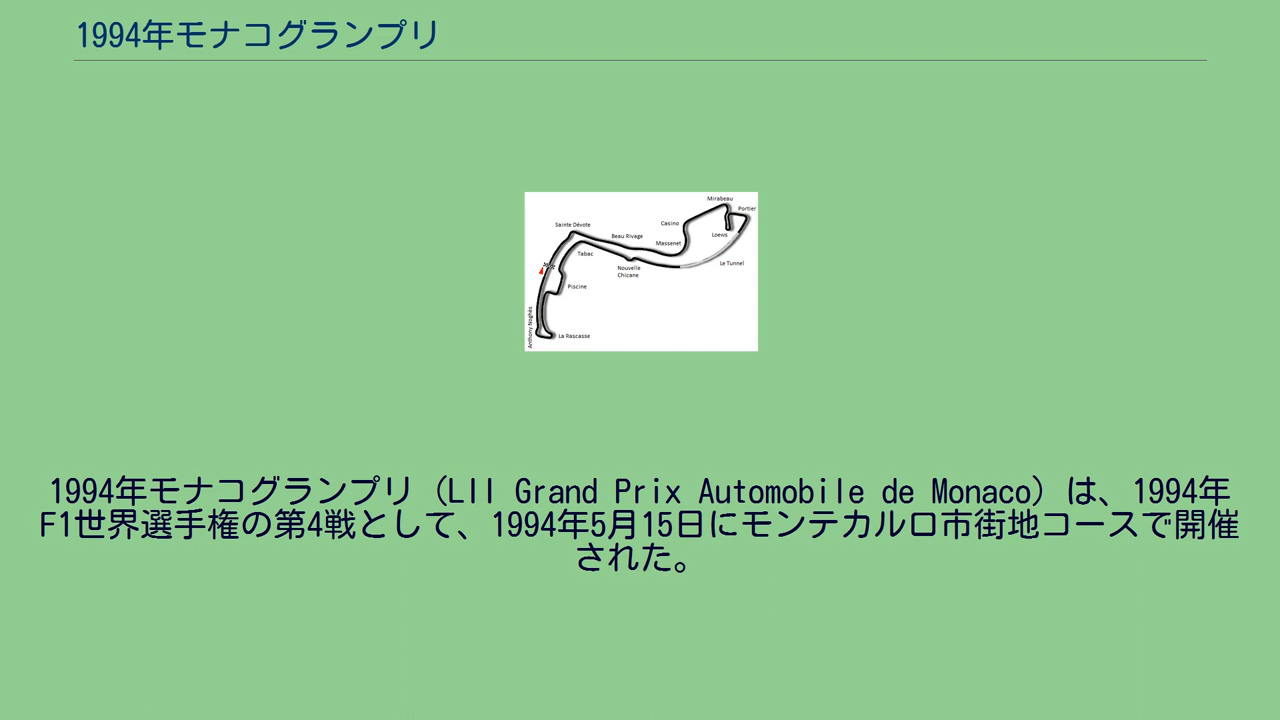 1994年モナコグランプリ
Mirabeau
Portier
Sainte Dévote
Casino
Beau Rivage
Loews
Massenet
Tabac
Le Tunnel
Nouvelle
Chicane
Piscine
Anthony Noghès
La Rascasse
1994年モナコグランプリ（LII Grand Prix Automobile de Monaco）は、1994年
F1世界選手権の第4戦として、1994年5月15日にモンテカルロ市街地コースで開催
された。